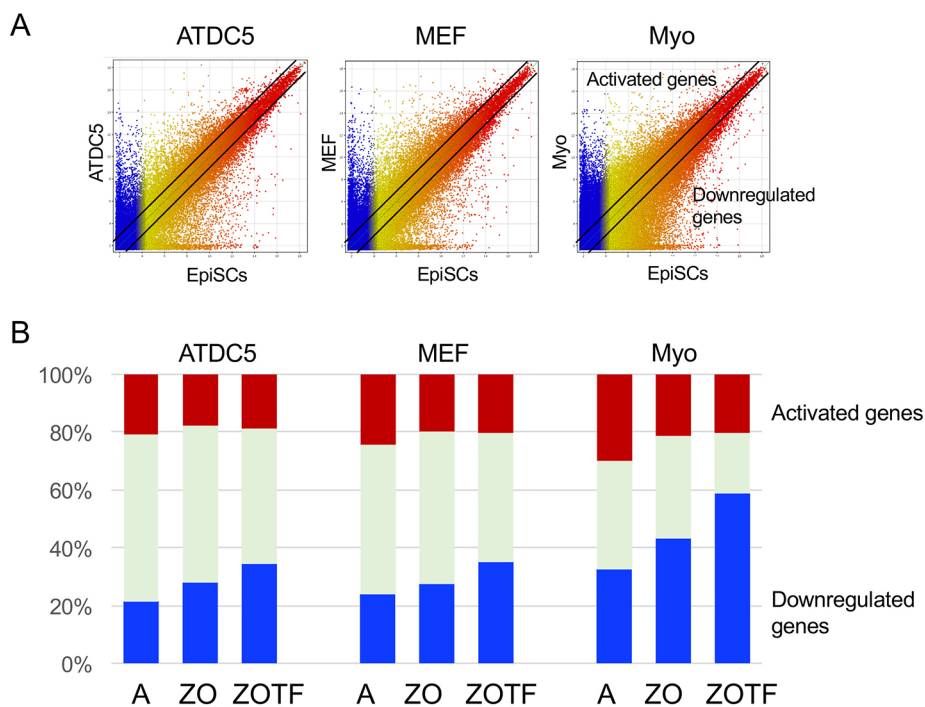 A
ATDC5 MEF Myo
ATDC5
EpiSCs
MEF
EpiSCs
Myo
Activated genes
Downregulated
genes
EpiSCs
B
ATDC5 MEF Myo
100%
80%
60%
40%
20%
0%
Activated genes
Downregulated
genes
A ZO ZOTF A ZO ZOTF A ZO ZOTF